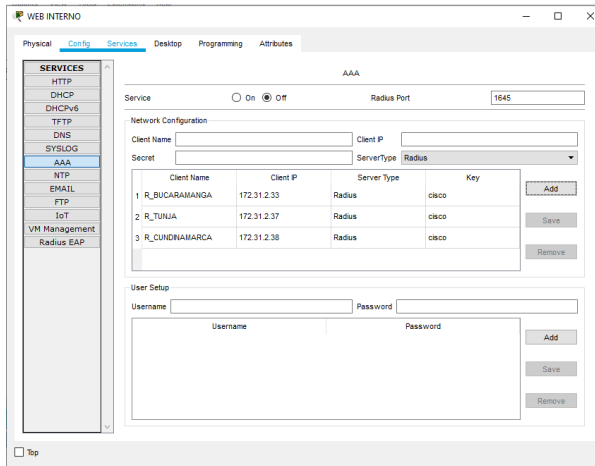 WEB INTERNO
Physical Config Services Desktop Programming Attributes
SERVICES
HTTP
DHCP
DHCPv6
TFTP
DNS
SYSLOG
AAA
NTP
EMAIL
FTP
IoT
VM Management
Radius EAP
AAA
Service On Off Radius Port 1645
Network Configuration
Client Name Client IP
Secret ServerType Radius
Client Name Client IP Server Type Key
1 R_BUCARAMANGA 172.31.2.33 Radius cisco
2 R_TUNJA 172.31.2.37 Radius cisco
3 R_CUNDINAMARCA 172.31.2.38 Radius cisco
Add
Save
Remove
User Setup
Username Password
Username Password
Add
Save
Remove
Top